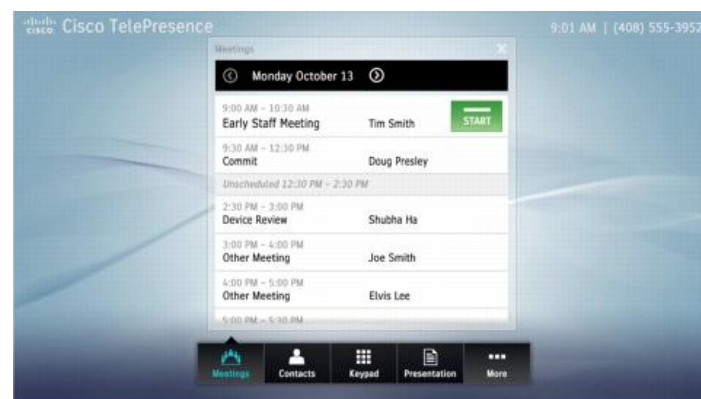 cisco Cisco TelePresence
9:01 AM | (408) 555-3952
Meetings
Monday October 13
9:00 AM – 10:30 AM
Early Staff Meeting Tim Smith START
9:30 AM – 12:30 PM
Commit Doug Presley
Unscheduled 12:30 PM – 2:30 PM
2:30 PM – 3:00 PM
Device Review Shubha Ha
3:00 PM – 4:00 PM
Other Meeting Joe Smith
4:00 PM – 5:00 PM
Other Meeting Elvis Lee
5:00 PM – 5:30 PM
Meetings Contacts Keypad Presentation More